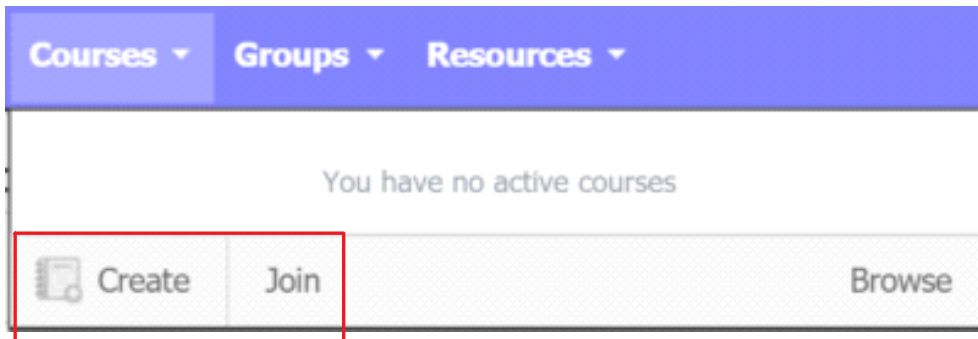 Courses Groups Resources
You have no active courses
Create Join Browse